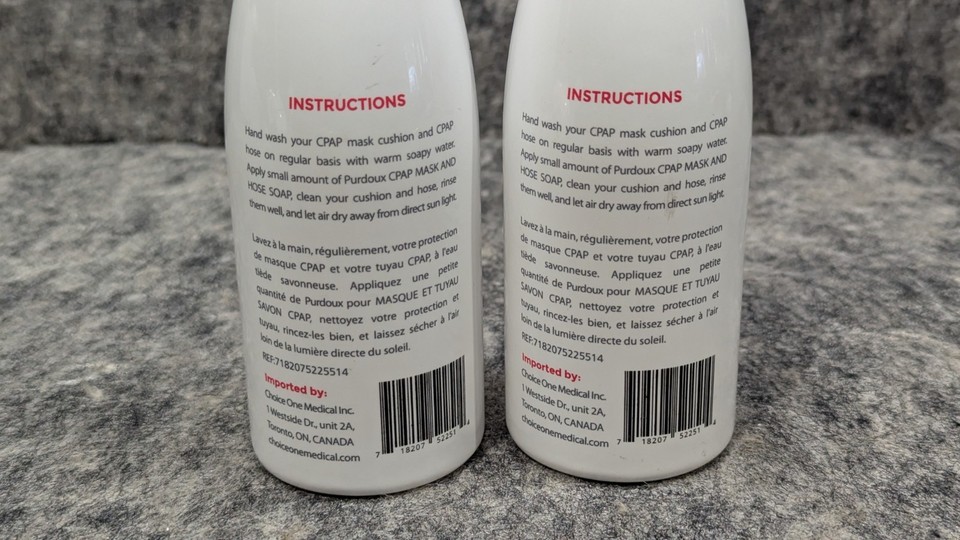 INSTRUCTIONS
Hand wash your CPAP mask cushion and CPAP
hose on regular basis with warm soapy water.
Apply small amount of Purdoux CPAP MASK AND
HOSE SOAP, clean your cushion and hose, rinse
them well, and let air dry away from direct sun light.
Lavez à la main, régulièrement, votre protection
de masque CPAP et votre tuyau CPAP, à l'eau
tiède savonneuse. Appliquez une petite
quantité de Purdoux pour MASQUE ET TUYAU
SAVON CPAP, nettoyez votre protection et
tuyau, rincez-les bien, et laissez sécher à l'air
loin de la lumière directe du soleil.
REF:7182075225514
Imported by:
Choice One Medical Inc.
1 Westside Dr., unit 2A,
Toronto, ON, CANADA
choiceonemedical.com
7 18207 52251 4
INSTRUCTIONS
Hand wash your CPAP mask cushion and CPAP
hose on regular basis with warm soapy water.
Apply small amount of Purdoux CPAP MASK AND
HOSE SOAP, clean your cushion and hose, rinse
them well, and let air dry away from direct sun light.
Lavez à la main, régulièrement, votre protection
de masque CPAP et votre tuyau CPAP, à l'eau
tiède savonneuse. Appliquez une petite
quantité de Purdoux pour MASQUE ET TUYAU
SAVON CPAP, nettoyez votre protection et
tuyau, rincez-les bien, et laissez sécher à l'air
loin de la lumière directe du soleil.
REF:7182075225514
Imported by:
Choice One Medical Inc.
1 Westside Dr., unit 2A,
Toronto, ON, CANADA
choiceonemedical.com
7 18207 52251 4